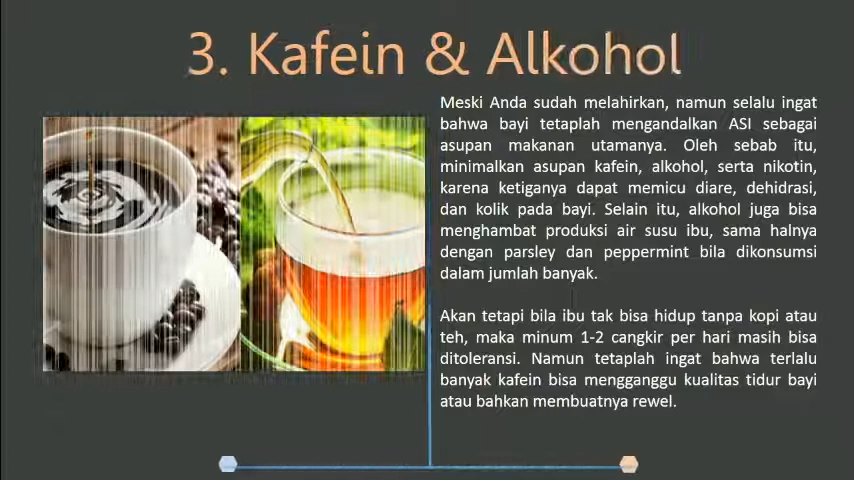 3. Kafein & Alkohol
Meski Anda sudah melahirkan, namun selalu ingat
bahwa bayi tetaplah mengandalkan ASI sebagai
asupan makanan utamanya. Oleh sebab itu,
minimalkan asupan kafein, alkohol, serta nikotin,
karena ketiganya dapat memicu diare, dehidrasi,
dan kolik pada bayi. Selain itu, alkohol juga bisa
menghambat produksi air susu ibu, sama halnya
dengan parsley dan peppermint bila dikonsumsi
dalam jumlah banyak.
Akan tetapi bila ibu tak bisa hidup tanpa kopi atau
teh, maka minum 1-2 cangkir per hari masih bisa
ditoleransi. Namun tetaplah ingat bahwa terlalu
banyak kafein bisa mengganggu kualitas tidur bayi
atau bahkan membuatnya rewel.